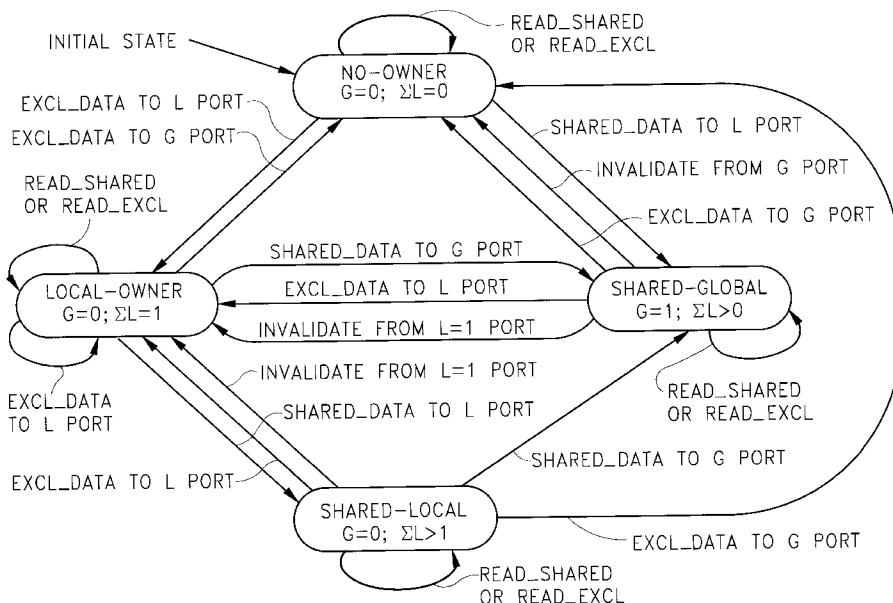 READ_SHARED
OR READ_EXCL
INITIAL STATE
NO-OWNER
G=0; ΣL=0
EXCL_DATA TO L PORT
EXCL_DATA TO G PORT
SHARED_DATA TO L PORT
INVALIDATE FROM G PORT
EXCL_DATA TO G PORT
READ_SHARED
OR READ_EXCL
SHARED_DATA TO G PORT
LOCAL-OWNER
G=0; ΣL=1
EXCL_DATA TO L PORT
SHARED-GLOBAL
G=1; ΣL>0
INVALIDATE FROM L=1 PORT
INVALIDATE FROM L=1 PORT
EXCL_DATA
TO L PORT
SHARED_DATA TO L PORT
READ_SHARED
OR READ_EXCL
EXCL_DATA TO L PORT
SHARED_DATA TO G PORT
SHARED-LOCAL
G=0; ΣL>1
EXCL_DATA TO G PORT
READ_SHARED
OR READ_EXCL